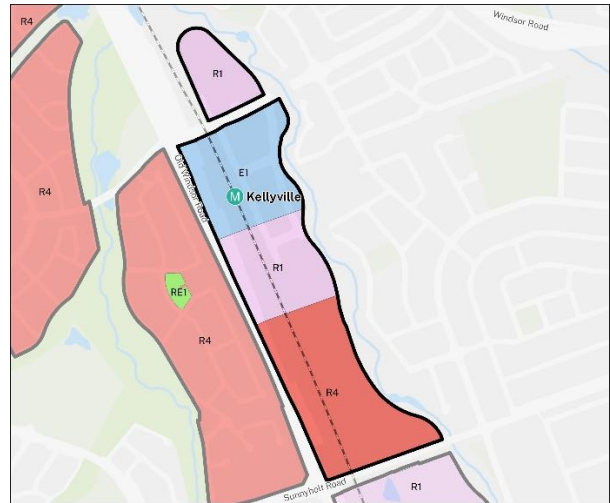 R4
Windsor Road
R1
E1
Old Windsor Road
M Kellyville
R4
R1
RE1
R4
R4
Sunnyholt Road
R1